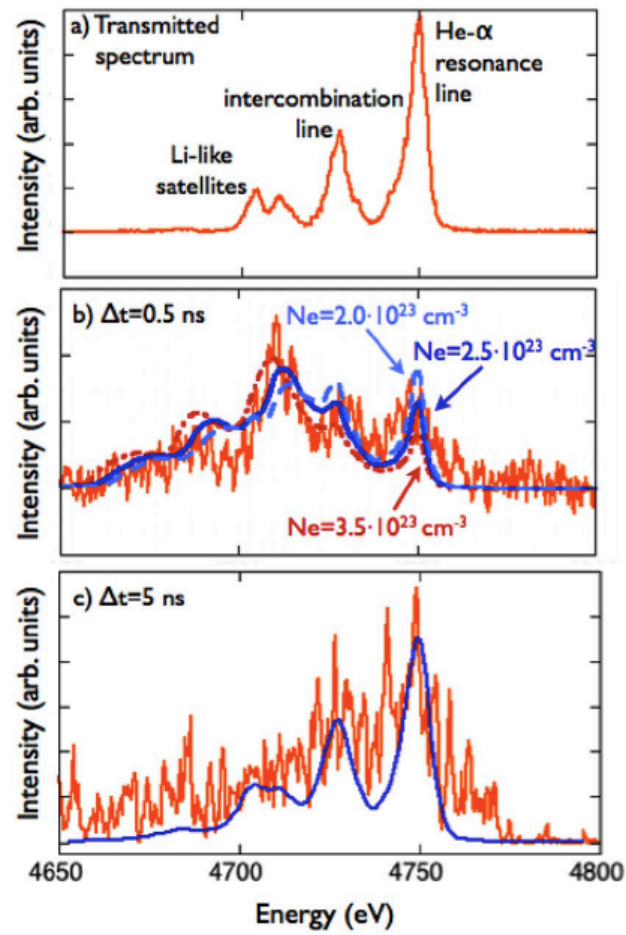 a) Transmitted
spectrum
He-α
resonance
line
intercombination
line
Li-like
satellites
Intensity (arb. units)
b) Δt=0.5 ns
Ne=2.0·10²³ cm⁻³
Ne=2.5·10²³ cm⁻³
Ne=3.5·10²³ cm⁻³
Intensity (arb. units)
c) Δt=5 ns
Intensity (arb. units)
4650 4700 4750 4800
Energy (eV)